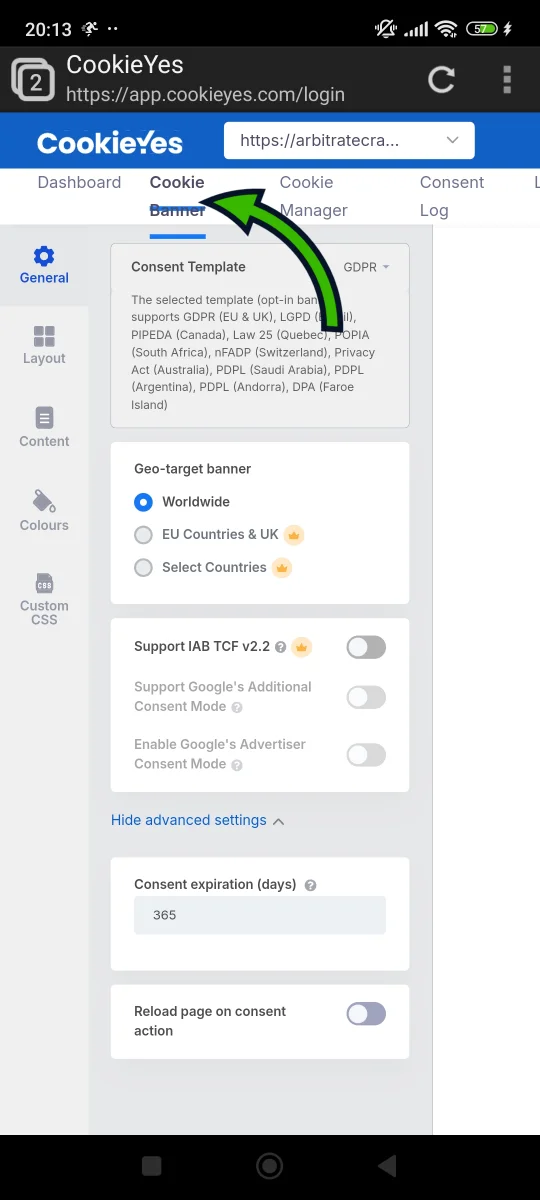 20:13
57
2
CookieYes
https://app.cookieyes.com/login
CookieYes
https://arbitratecra...
Dashboard
Cookie
Banner
Cookie
Manager
Consent
Log
L
General
Layout
Content
Colours
CSS
Custom
CSS
Consent Template
GDPR
The selected template (opt-in
supports GDPR (EU & UK), LGPD
PIPEDA (Canada), Law 25 (Quebec), POPIA
(South Africa), nFADP (Switzerland), Privacy
Act (Australia), PDPL (Saudi Arabia), PDPL
(Argentina), PDPL (Andorra), DPA (Faroe
Island)
Geo-target banner
Worldwide
EU Countries & UK
Select Countries
Support IAB TCF v2.2 ?
Support Google's Additional
Consent Mode ?
Enable Google's Advertiser
Consent Mode ?
Hide advanced settings
Consent expiration (days) ?
365
Reload page on consent
action